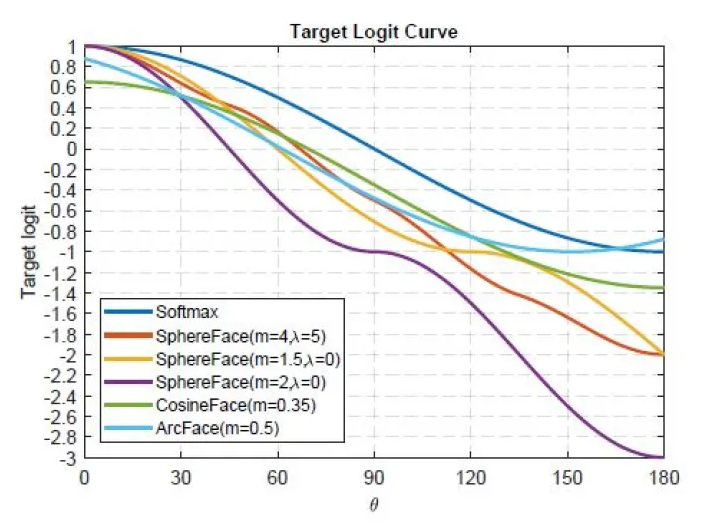 Target Logit Curve
1
0.8
0.6
0.4
0.2
0
-0.2
-0.4
-0.6
-0.8
-1
-1.2
-1.4
-1.6
-1.8
-2
-2.2
-2.4
-2.6
-2.8
-3
Target logit
Softmax
SphereFace(m=4,λ=5)
SphereFace(m=1.5,λ=0)
SphereFace(m=2,λ=0)
CosineFace(m=0.35)
ArcFace(m=0.5)
0 30 60 90 120 150 180
θ